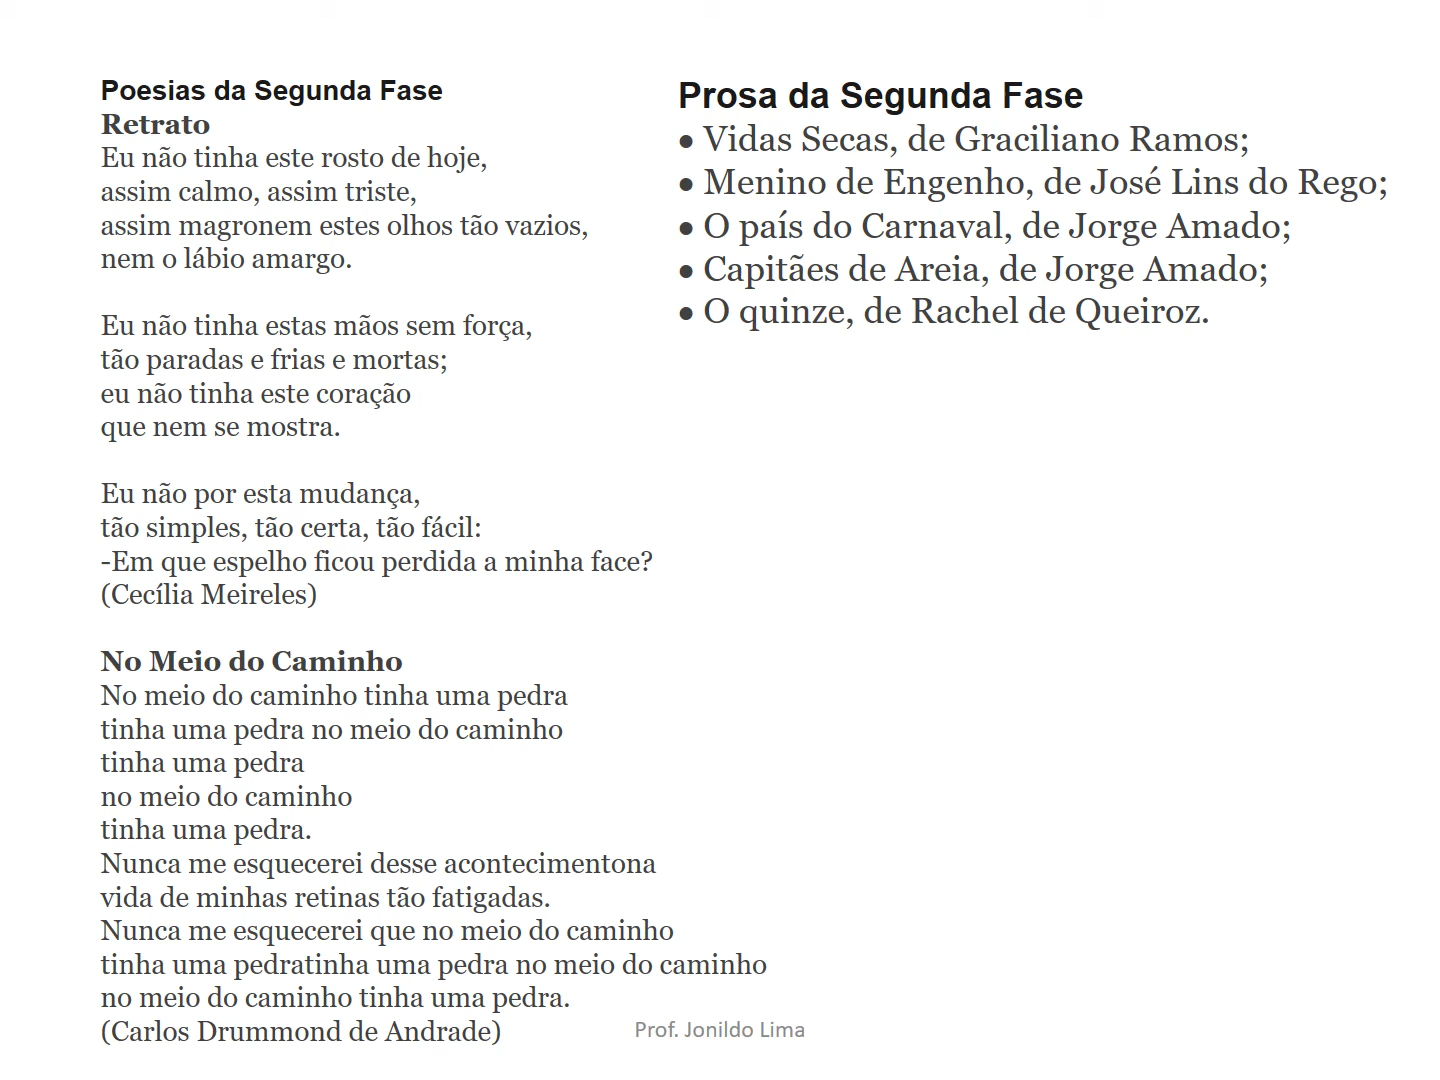 Poesias da Segunda Fase
Retrato
Eu não tinha este rosto de hoje,
assim calmo, assim triste,
assim magronem estes olhos tão vazios,
nem o lábio amargo.
Eu não tinha estas mãos sem força,
tão paradas e frias e mortas;
eu não tinha este coração
que nem se mostra.
Eu não por esta mudança,
tão simples, tão certa, tão fácil:
-Em que espelho ficou perdida a minha face?
(Cecília Meireles)
No Meio do Caminho
No meio do caminho tinha uma pedra
tinha uma pedra no meio do caminho
tinha uma pedra
no meio do caminho
tinha uma pedra.
Nunca me esquecerei desse acontecimentona
vida de minhas retinas tão fatigadas.
Nunca me esquecerei que no meio do caminho
tinha uma pedratinha uma pedra no meio do caminho
no meio do caminho tinha uma pedra.
(Carlos Drummond de Andrade)
Prosa da Segunda Fase
• Vidas Secas, de Graciliano Ramos;
• Menino de Engenho, de José Lins do Rego;
• O país do Carnaval, de Jorge Amado;
• Capitães de Areia, de Jorge Amado;
• O quinze, de Rachel de Queiroz.
Prof. Jonildo Lima